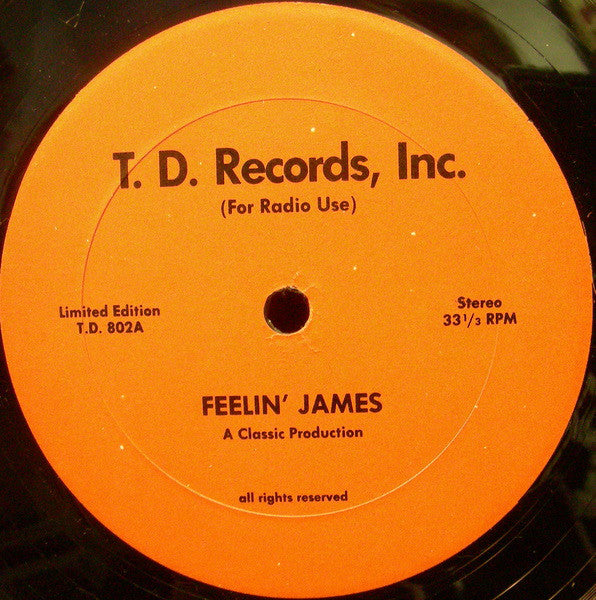 T. D. Records, Inc.
(For Radio Use)
Limited Edition
T.D. 802A
Stereo
33 1/3 RPM
FEELIN' JAMES
A Classic Production
all rights reserved